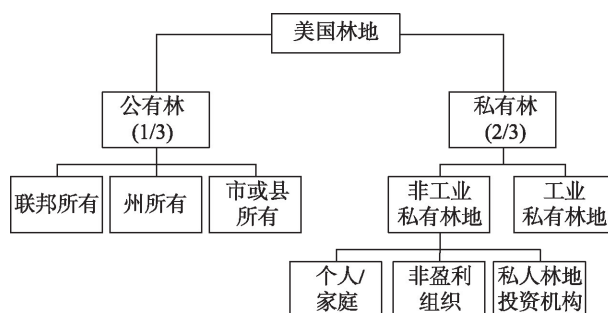 美国林地
公有林
(1/3)
私有林
(2/3)
联邦所有
州所有
市或县
所有
非工业
私有林地
工业
私有林地
个人/
家庭
非盈利
组织
私人林地
投资机构